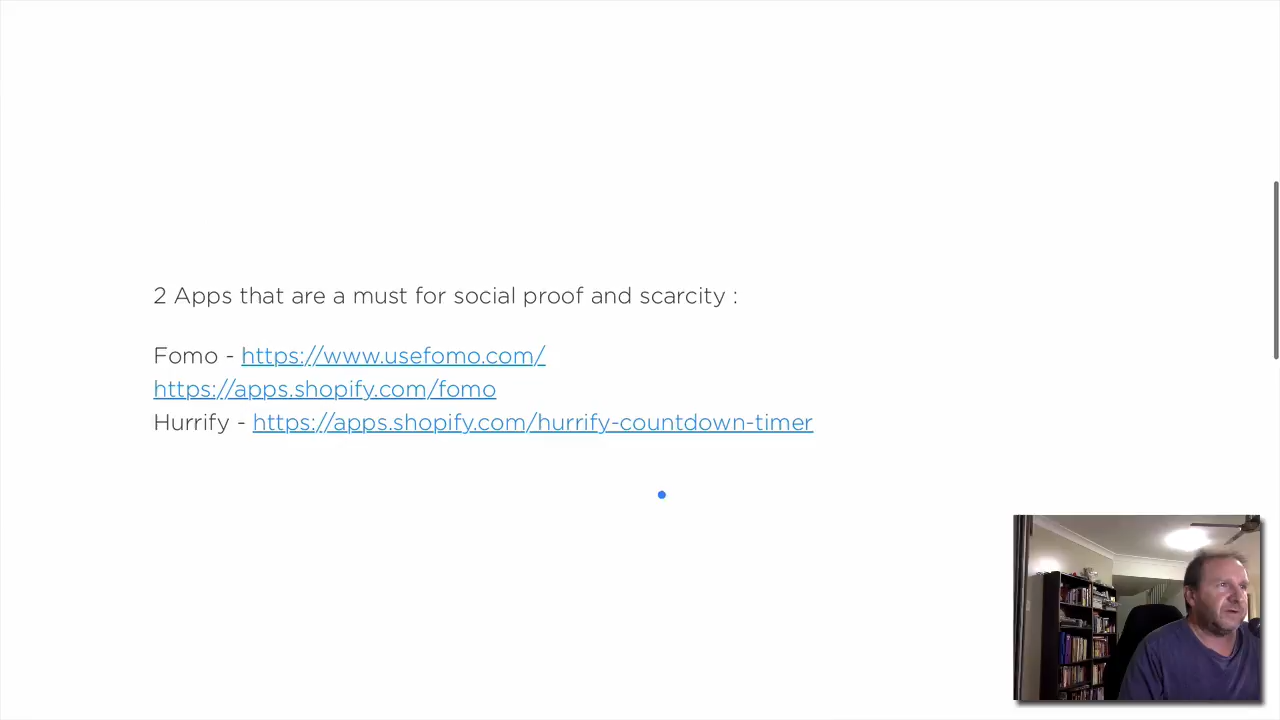 2 Apps that are a must for social proof and scarcity :
Fomo - https://www.usefomo.com/
https://apps.shopify.com/fomo
Hurrify - https://apps.shopify.com/hurrify-countdown-timer